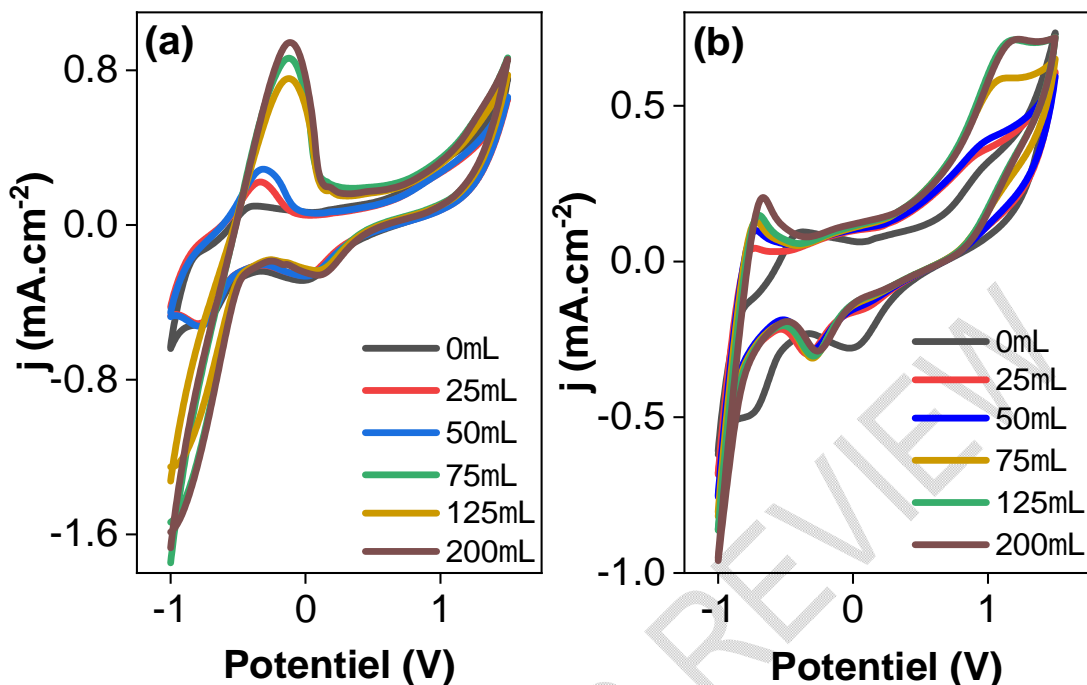 (a)
0.8
0.0
-0.8
-1.6
j (mA.cm-2)
0mL
25mL
50mL
75mL
125mL
200mL
-1
0
1
Potentiel (V)
(b)
0.5
0.0
-0.5
-1.0
j (mA.cm-2)
0mL
25mL
50mL
75mL
125mL
200mL
-1
0
1
Potentiel (V)
REVIEW